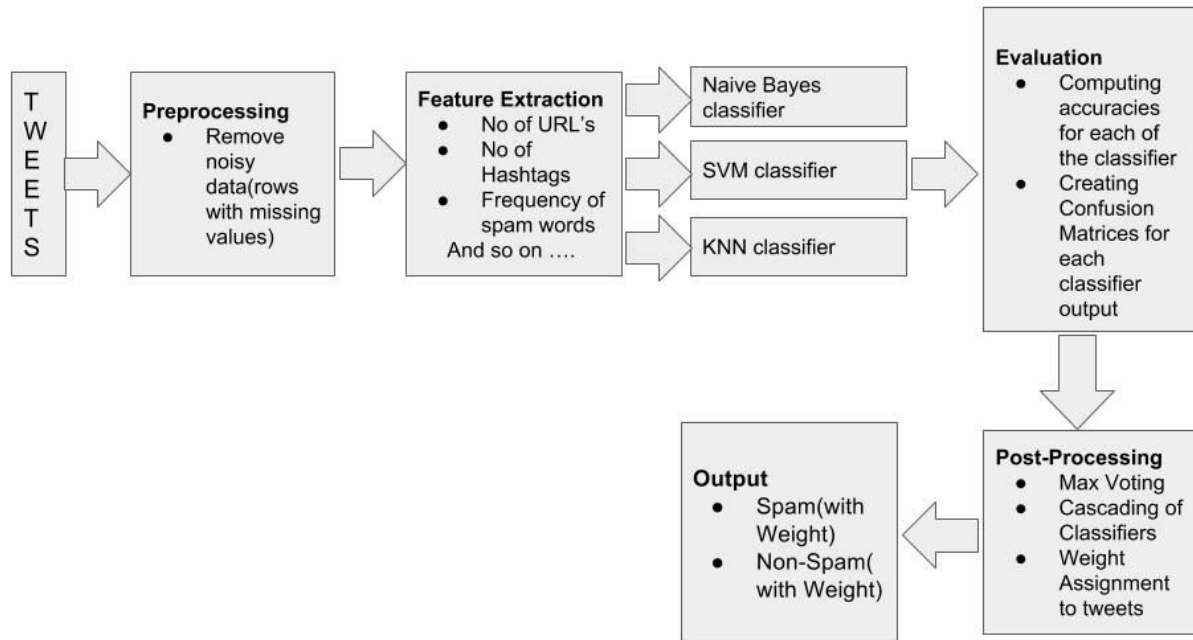 T
W
E
E
T
S
Preprocessing
● Remove
noisy
data(rows
with missing
values)
Feature Extraction
● No of URL's
● No of
Hashtags
● Frequency of
spam words
And so on ....
Naive Bayes
classifier
SVM classifier
KNN classifier
Evaluation
● Computing
accuracies
for each of
the classifier
● Creating
Confusion
Matrices for
each
classifier
output
Post-Processing
● Max Voting
● Cascading of
Classifiers
● Weight
Assignment
to tweets
Output
● Spam(with
Weight)
● Non-Spam(
with Weight)